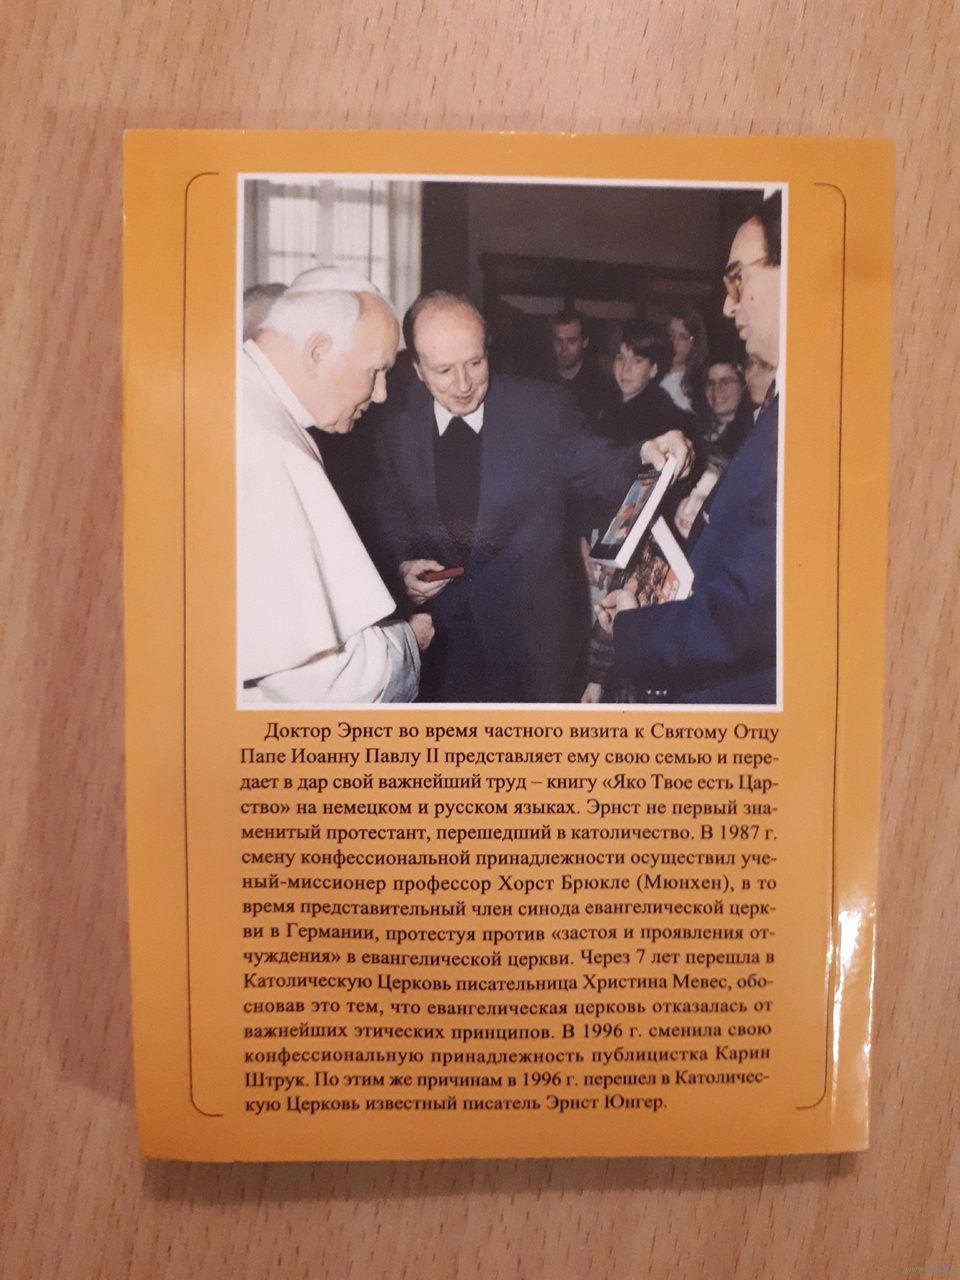 Доктор Эрнст во время частного визита к Святому Отцу
Папе Иоанну Павлу II представляет ему свою семью и пере-
дает в дар свой важнейший труд – книгу «Яко Твое есть Цар-
ство» на немецком и русском языках. Эрнст не первый зна-
менитый протестант, перешедший в католичество. В 1987 г.
смену конфессиональной принадлежности осуществил уче-
ный-миссионер профессор Хорст Брюкле (Мюнхен), в то
время представительный член синода евангелической церк-
ви в Германии, протестуя против «застоя и проявления от-
чуждения» в евангелической церкви. Через 7 лет перешла в
Католическую Церковь писательница Христина Мевес, обо-
сновав это тем, что евангелическая церковь отказалась от
важнейших этических принципов. В 1996 г. сменила свою
конфессиональную принадлежность публицистка Карин
Штрук. По этим же причинам в 1996 г. перешел в Католичес-
кую Церковь известный писатель Эрнст Юнгер.